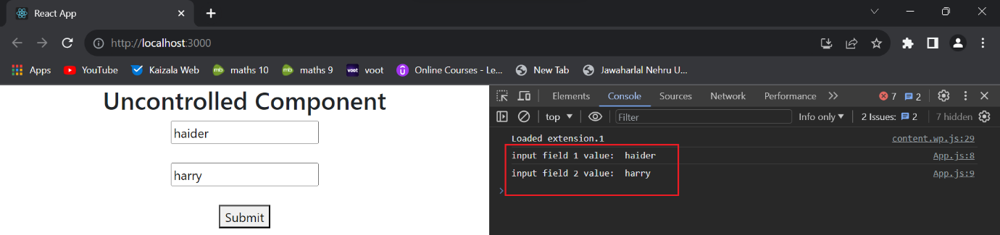 React App
http://localhost:3000
Apps YouTube Kaizala Web mb maths 10 mb maths 9 voot voot Online Courses - Le... New Tab Jawaharlal Nehru U...
Uncontrolled Component
haider
harry
Submit
Elements Console Sources Network Performance 7 2
top Filter Info only 2 Issues: 2 7 hidden
Loaded extension.1 content.wp.js:29
input field 1 value: haider App.js:8
input field 2 value: harry App.js:9